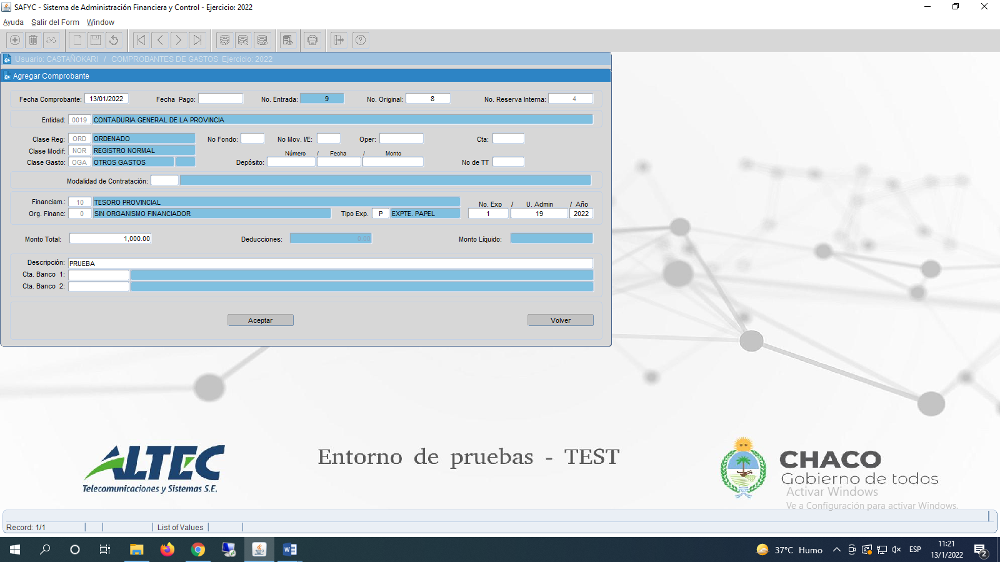 SAFYC - Sistema de Administración Financiera y Control - Ejercicio: 2022
Ayuda Salir del Form Window
Usuario: CASTAÑOKARI / COMPROBANTES DE GASTOS Ejercicio: 2022
Agregar Comprobante
Fecha Comprobante: 13/01/2022 Fecha Pago: No. Entrada: 9 No. Original: 8 No. Reserva Interna: 4
Entidad: 0019 CONTADURIA GENERAL DE LA PROVINCIA
Clase Reg: ORD ORDENADO No Fondo: No Mov. I/E: Oper: Cta:
Clase Modif: NOR REGISTRO NORMAL Número / Fecha / Monto
Clase Gasto: OGA OTROS GASTOS Depósito: No de TT
Modalidad de Contratación:
Financiam.: 10 TESORO PROVINCIAL No. Exp / U. Admin / Año
Org. Financ: 0 SIN ORGANISMO FINANCIADOR Tipo Exp. P EXPTE. PAPEL 1 19 2022
Monto Total: 1,000.00 Deducciones: 0.00 Monto Líquido:
Descripción: PRUEBA
Cta. Banco 1:
Cta. Banco 2:
Aceptar Volver
ALTEC
Telecomunicaciones y Sistemas S.E.
Entorno de pruebas - TEST
CHACO
Gobierno de todos
Activar Windows
Ve a Configuración para activar Windows.
Record: 1/1 List of Values
37°C Humo ESP 11:21
13/1/2022 2